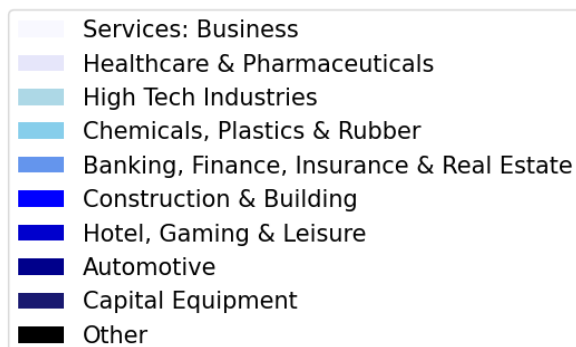 Services: Business
Healthcare & Pharmaceuticals
High Tech Industries
Chemicals, Plastics & Rubber
Banking, Finance, Insurance & Real Estate
Construction & Building
Hotel, Gaming & Leisure
Automotive
Capital Equipment
Other